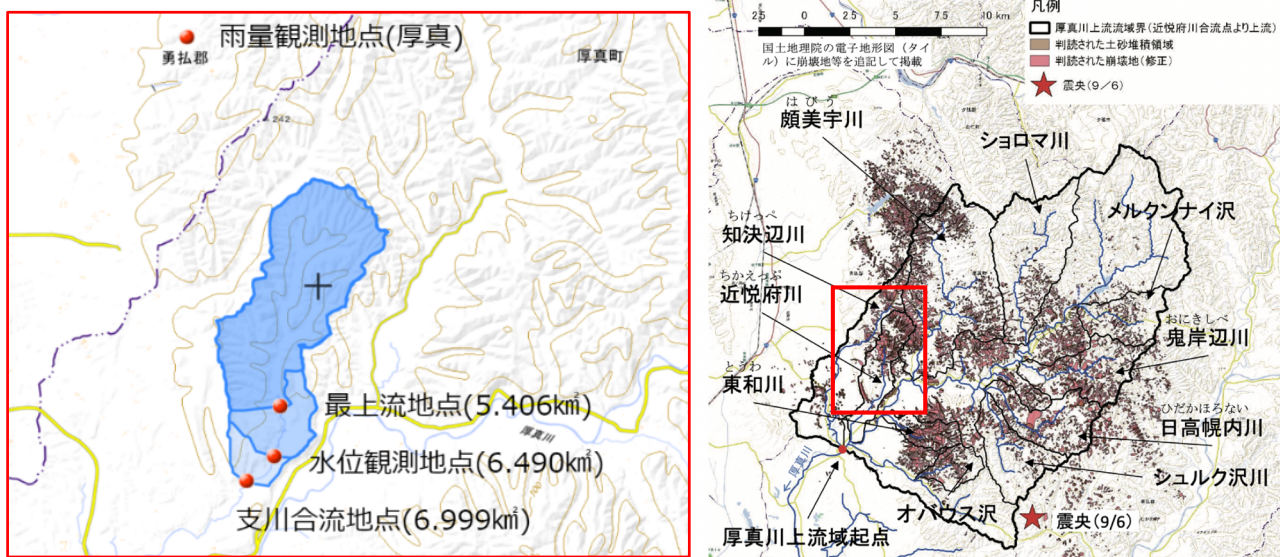 雨量観測地点(厚真)
勇払郡
厚真町
242
最上流地点(5.406km²)
厚真川
水位観測地点(6.490km²)
100
支川合流地点(6.999km²)
2.5 0 2.5 5 7.5 10 km
国土地理院の電子地形図（タイ
ル）に崩壊地等を追記して掲載
凡例
厚真川上流流域界(近悦府川合流点より上流)
判読された土砂堆積領域
判読された崩壊地(修正)
震央(9/6)
はびう
頗美宇川
ショロマ川
メルクンナイ沢
ちけっぺ
知決辺川
ちかえっぷ
近悦府川
おにきしべ
鬼岸辺川
とうわ
東和川
ひだかほろない
日高幌内川
シュルク沢川
←厚真川
オバウス沢
厚真川上流域起点
震央(9/6)